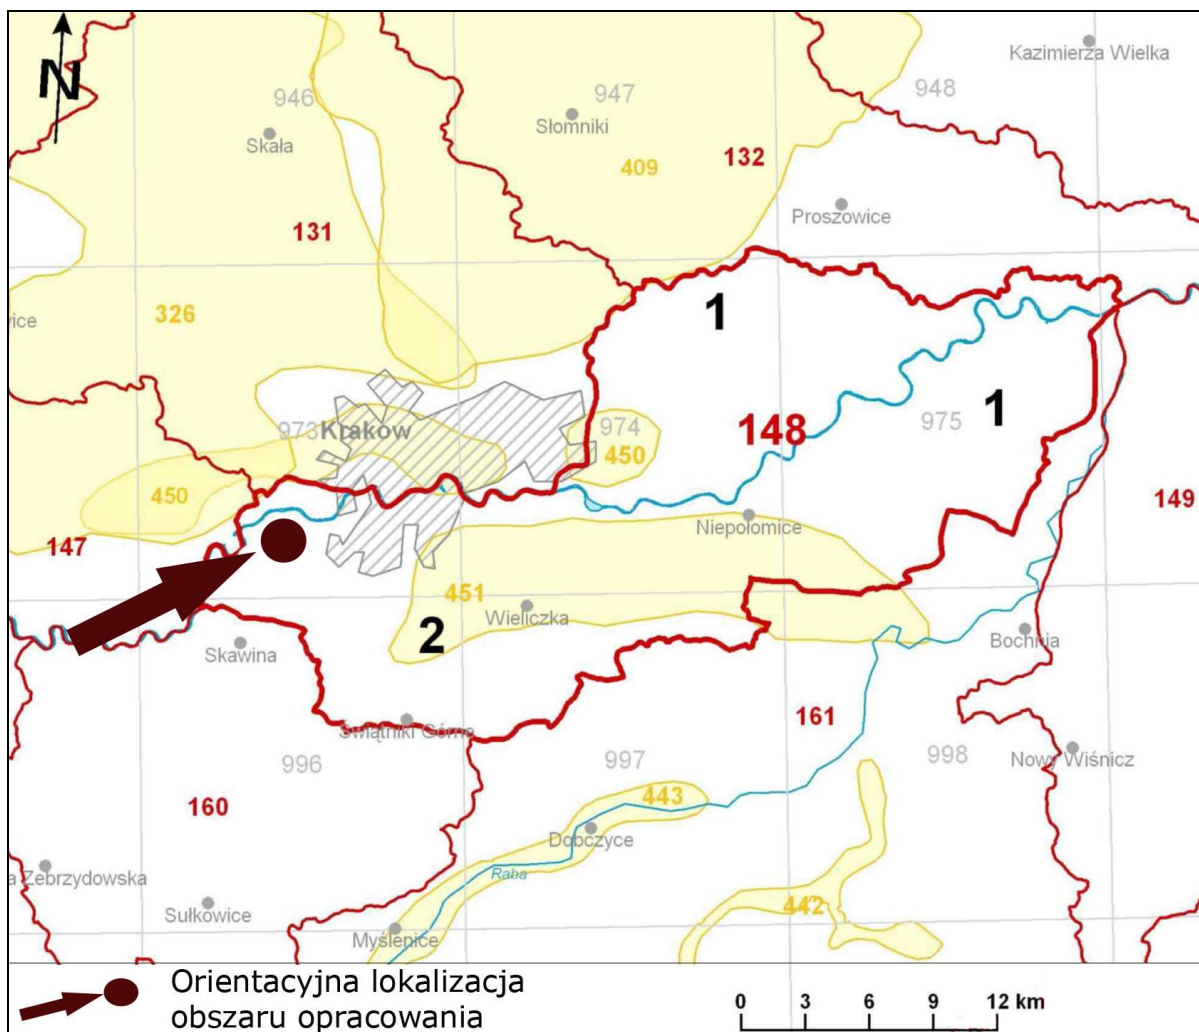 N
Kazimierza Wielka
946
947
948
Skała
Słomniki
409
132
Proszowice
131
326
ice
1
1
973
Kraków
974
450
148
975
450
Niepołomice
149
147
451
Wieliczka
2
Bochnia
Skawina
161
Świątniki Górne
996
997
998
Nowy Wiśnicz
160
443
Dobczyce
a Zebrzydowska
Raba
Sułkowice
442
Myślenice
Orientacyjna lokalizacja
obszaru opracowania
0 3 6 9 12 km